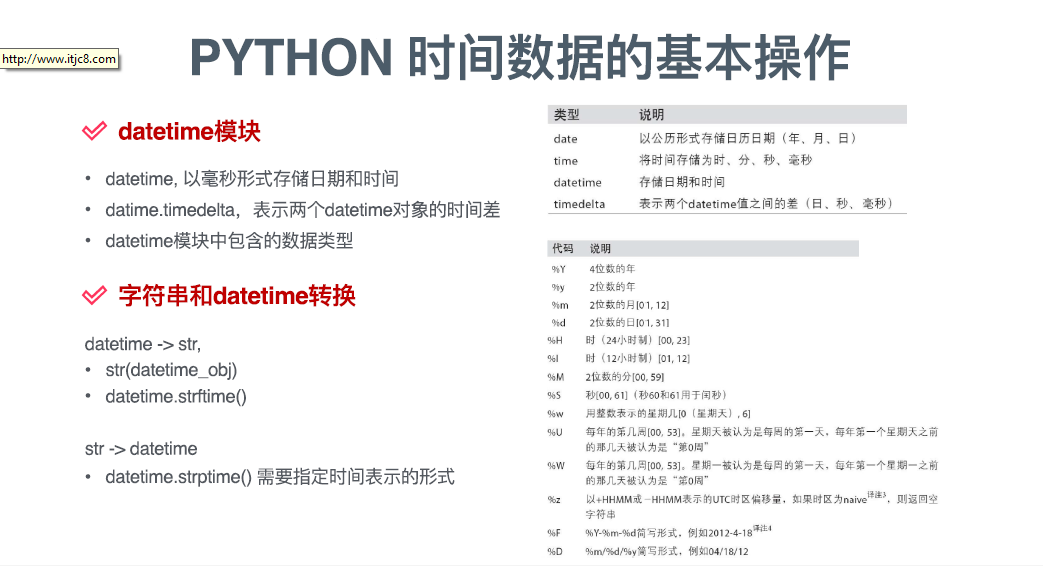 http://www.itjc8.com
PYTHON 时间数据的基本操作
datetime模块
• datetime, 以毫秒形式存储日期和时间
• datime.timedelta，表示两个datetime对象的时间差
• datetime模块中包含的数据类型
字符串和datetime转换
datetime -> str,
• str(datetime_obj)
• datetime.strftime()
str -> datetime
• datetime.strptime() 需要指定时间表示的形式
类型 说明
date 以公历形式存储日历日期（年、月、日）
time 将时间存储为时、分、秒、毫秒
datetime 存储日期和时间
timedelta 表示两个datetime值之间的差（日、秒、毫秒）
代码 说明
%Y 4位数的年
%y 2位数的年
%m 2位数的月[01, 12]
%d 2位数的日[01, 31]
%H 时（24小时制）[00, 23]
%I 时（12小时制）[01, 12]
%M 2位数的分[00, 59]
%S 秒[00, 61]（秒60和61用于闰秒）
%w 用整数表示的星期几[0（星期天）, 6]
%U 每年的第几周[00, 53]。星期天被认为是每周的第一天，每年第一个星期天之前
的那几天被认为是“第0周”
%W 每年的第几周[00, 53]。星期一被认为是每周的第一天，每年第一个星期一之前
的那几天被认为是“第0周”
%z 以+HHMM或-HHMM表示的UTC时区偏移量，如果时区为naive译注3，则返回空
字符串
%F %Y-%m-%d简写形式，例如2012-4-18译注4
%D %m/%d/%y简写形式，例如04/18/12